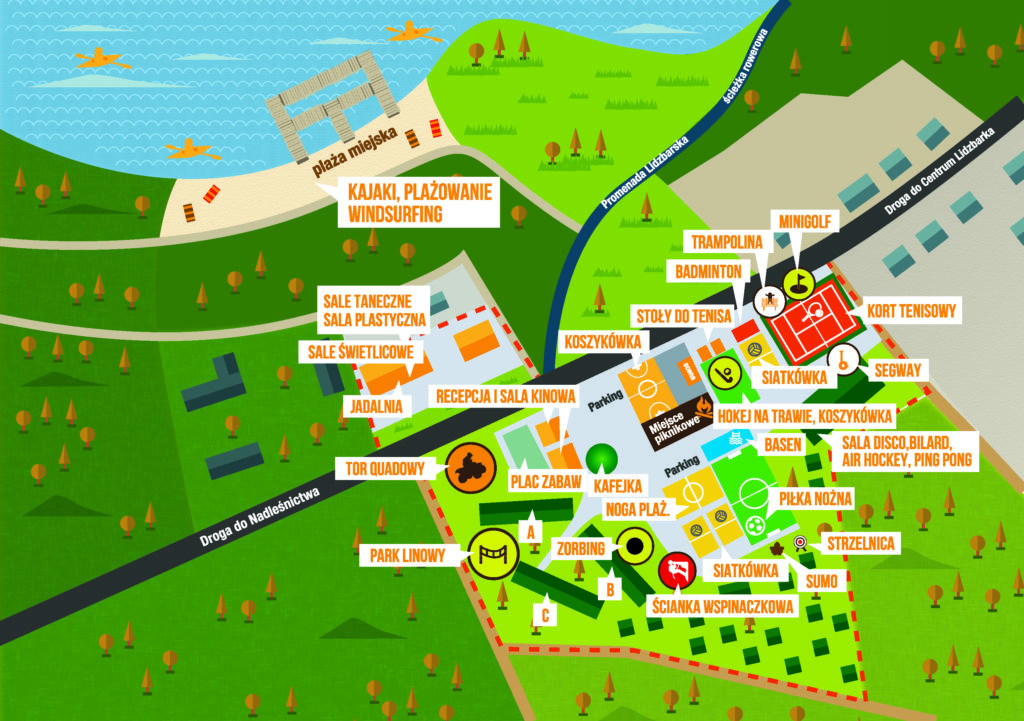 ścieżka rowerowa
plaża miejska
KAJAKI, PLAŻOWANIE
WINDSURFING
Promenada Lidzbarska
Droga do Centrum Lidzbarka
MINIGOLF
TRAMPOLINA
BADMINTON
SALE TANECZNE
SALA PLASTYCZNA
STOŁY DO TENISA
KORT TENISOWY
KOSZYKÓWKA
SALE ŚWIETLICOWE
scena
SIATKÓWKA
SEGWAY
RECEPCJA I SALA KINOWA
Parking
JADALNIA
Miejsce
piknikowe
HOKEJ NA TRAWIE, KOSZYKÓWKA
BASEN
SALA DISCO,BILARD,
AIR HOCKEY, PING PONG
TOR QUADOWY
PLAC ZABAW
KAFEJKA
Parking
PIŁKA NOŻNA
NOGA PLAŻ.
Droga do Nadleśnictwa
A
PARK LINOWY
ZORBING
STRZELNICA
SIATKÓWKA
SUMO
B
ŚCIANKA WSPINACZKOWA
C